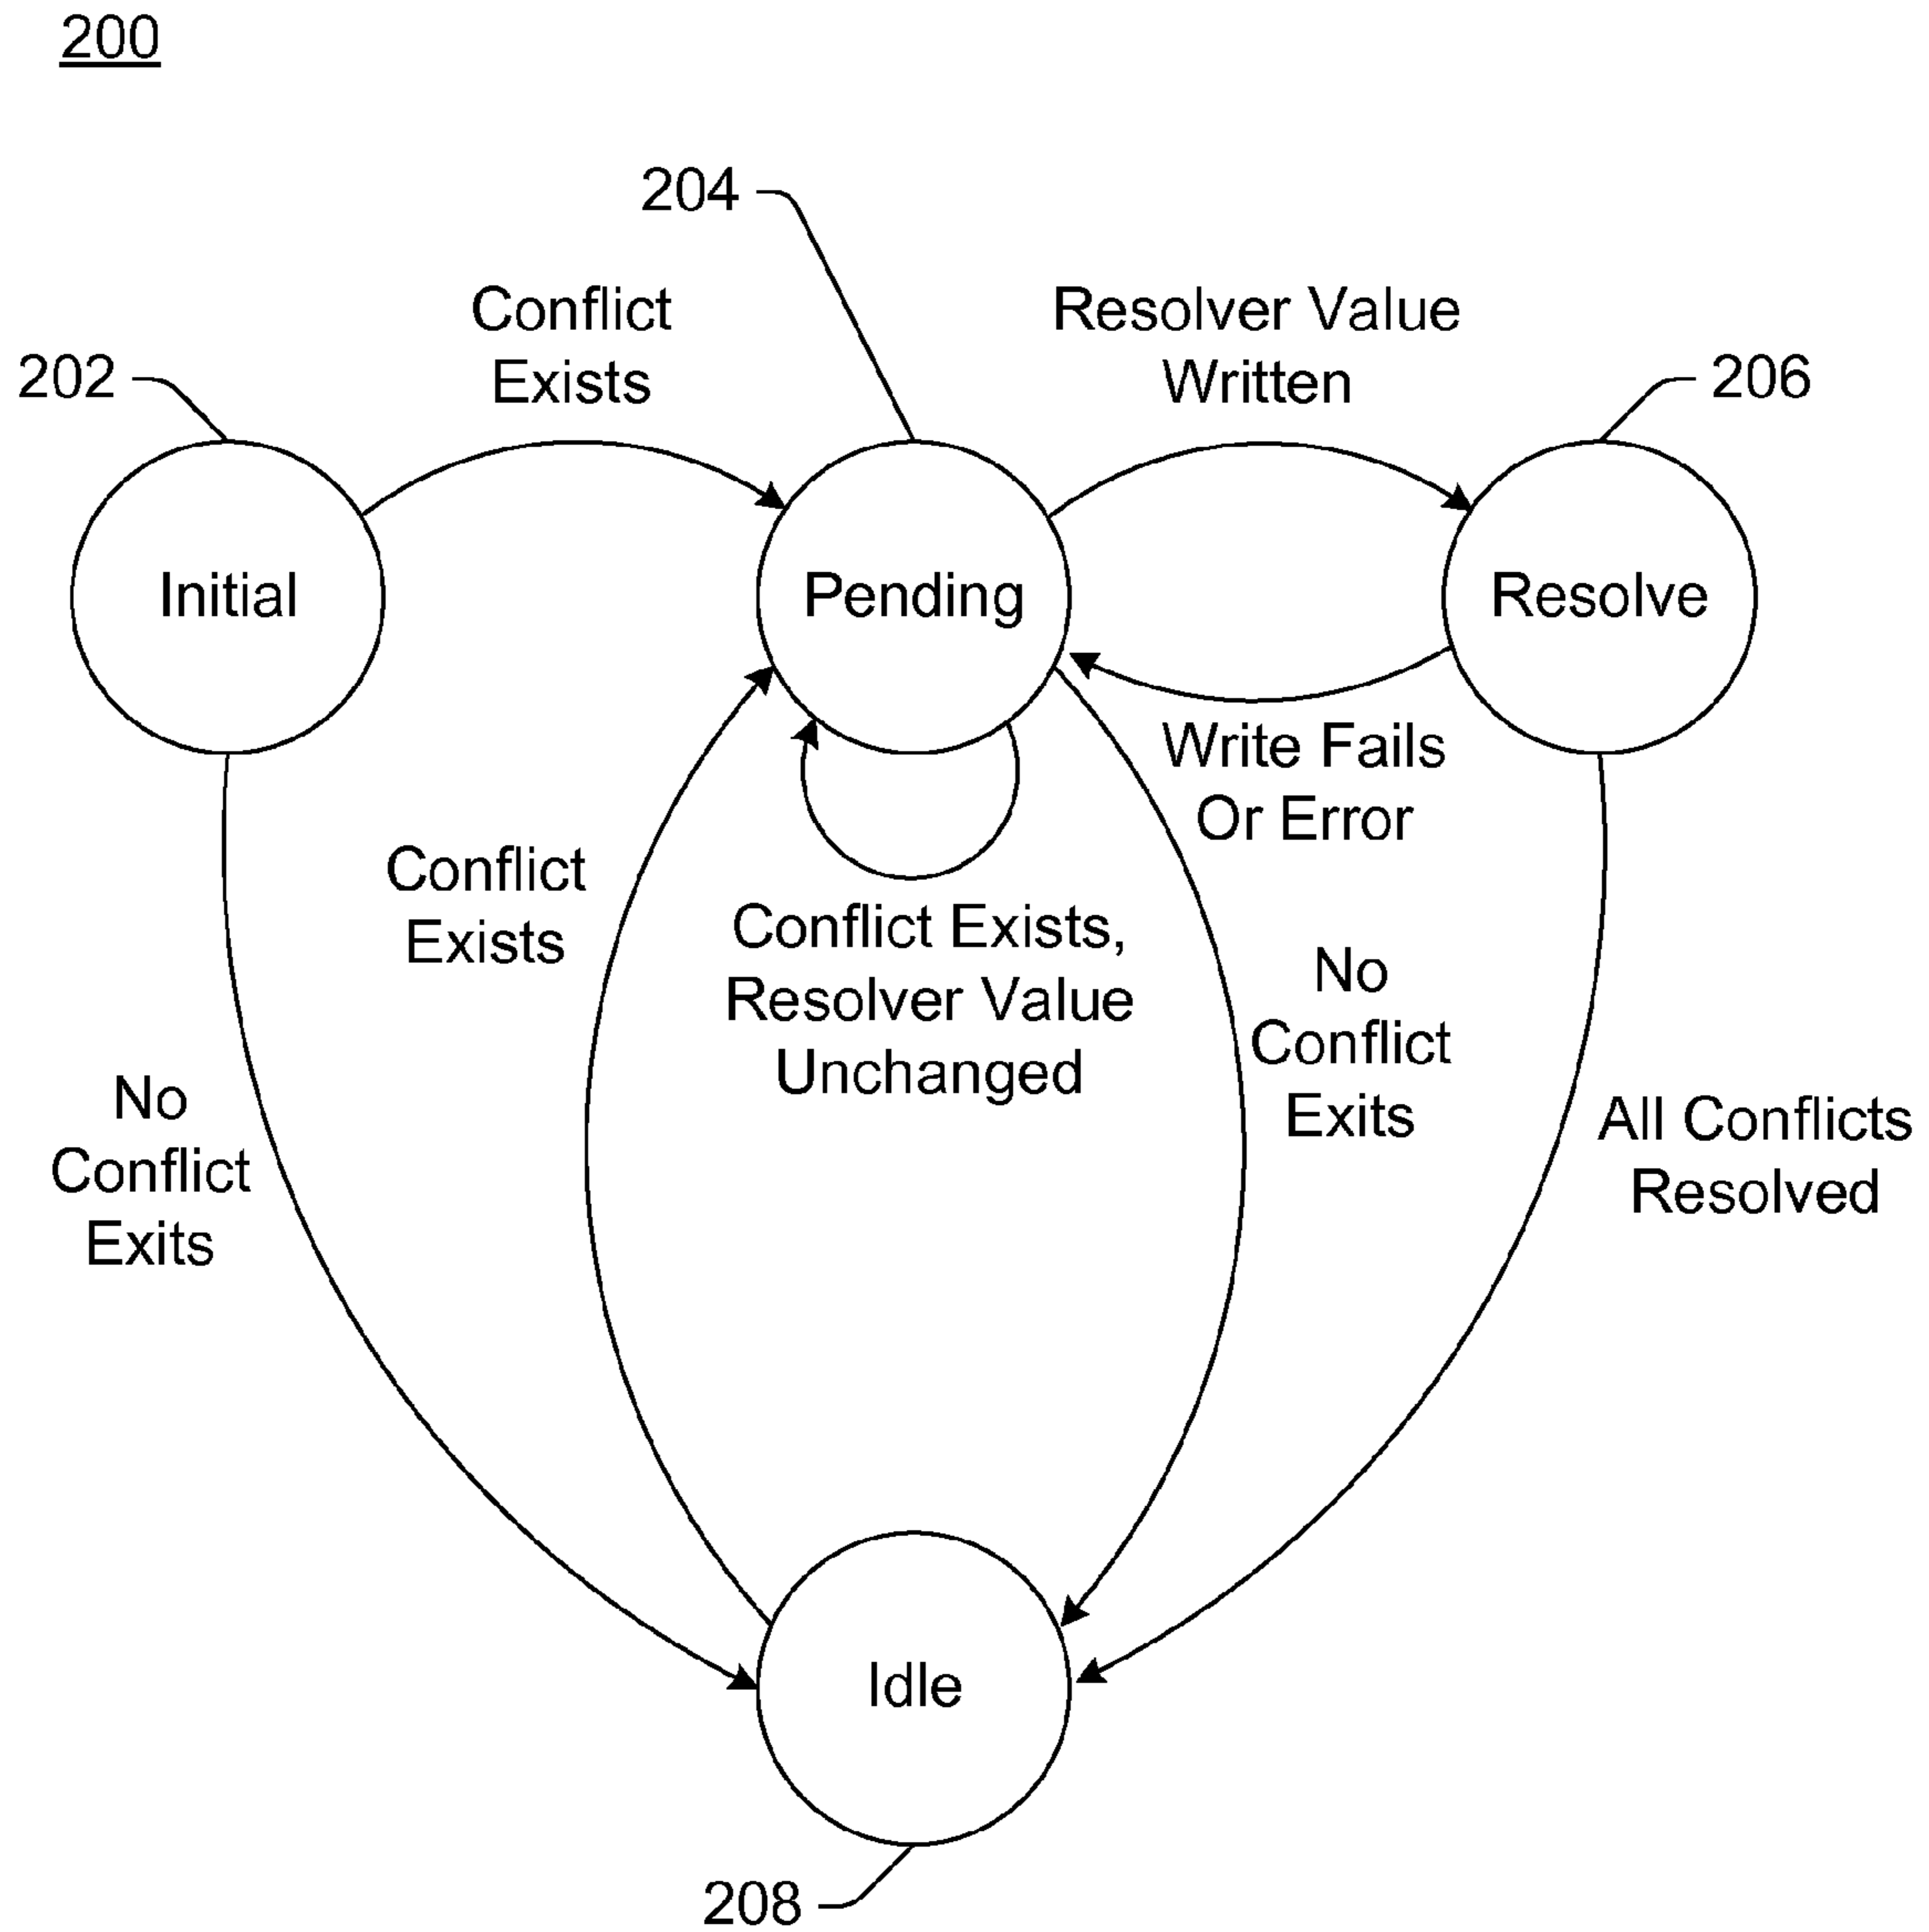 200
204
Conflict
Exists
Resolver Value
Written
202
206
Initial
Pending
Resolve
Write Fails
Or Error
Conflict
Exists
Conflict Exists,
Resolver Value
Unchanged
No
Conflict
Exits
No
Conflict
Exits
All Conflicts
Resolved
Idle
208